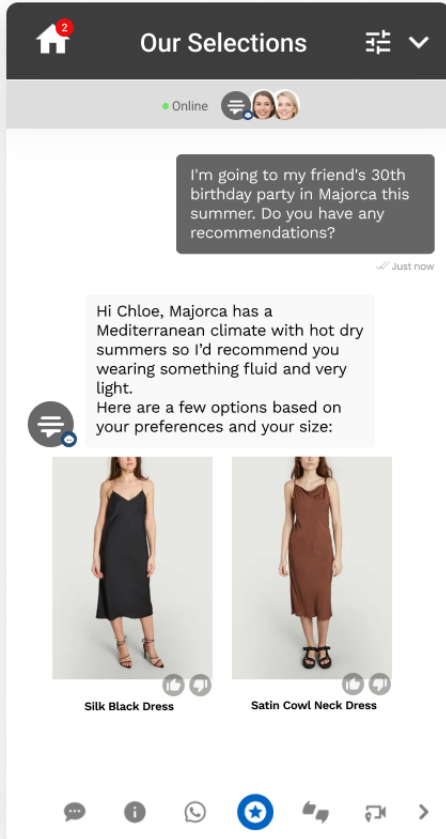 2
Our Selections
Online
I'm going to my friend's 30th
birthday party in Majorca this
summer. Do you have any
recommendations?
Just now
Hi Chloe, Majorca has a
Mediterranean climate with hot dry
summers so I'd recommend you
wearing something fluid and very
light.
Here are a few options based on
your preferences and your size:
Silk Black Dress
Satin Cowl Neck Dress